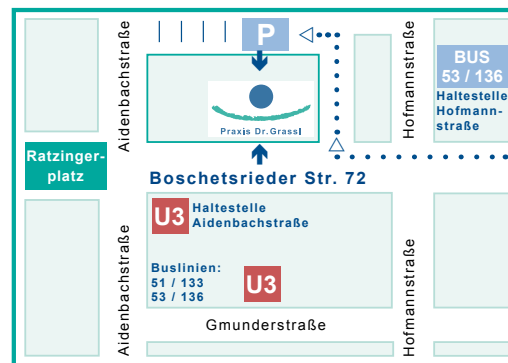 Aidenbachstraße
P
Hofmannstraße
BUS
53 / 136
Haltestelle
Hofmann-
straße
Praxis Dr.Grassl
Ratzinger-
platz
Boschetsrieder Str. 72
U3
Haltestelle
Aidenbachstraße
Aidenbachstraße
Buslinien:
51 / 133
53 / 136
U3
Hofmannstraße
Gmunderstraße